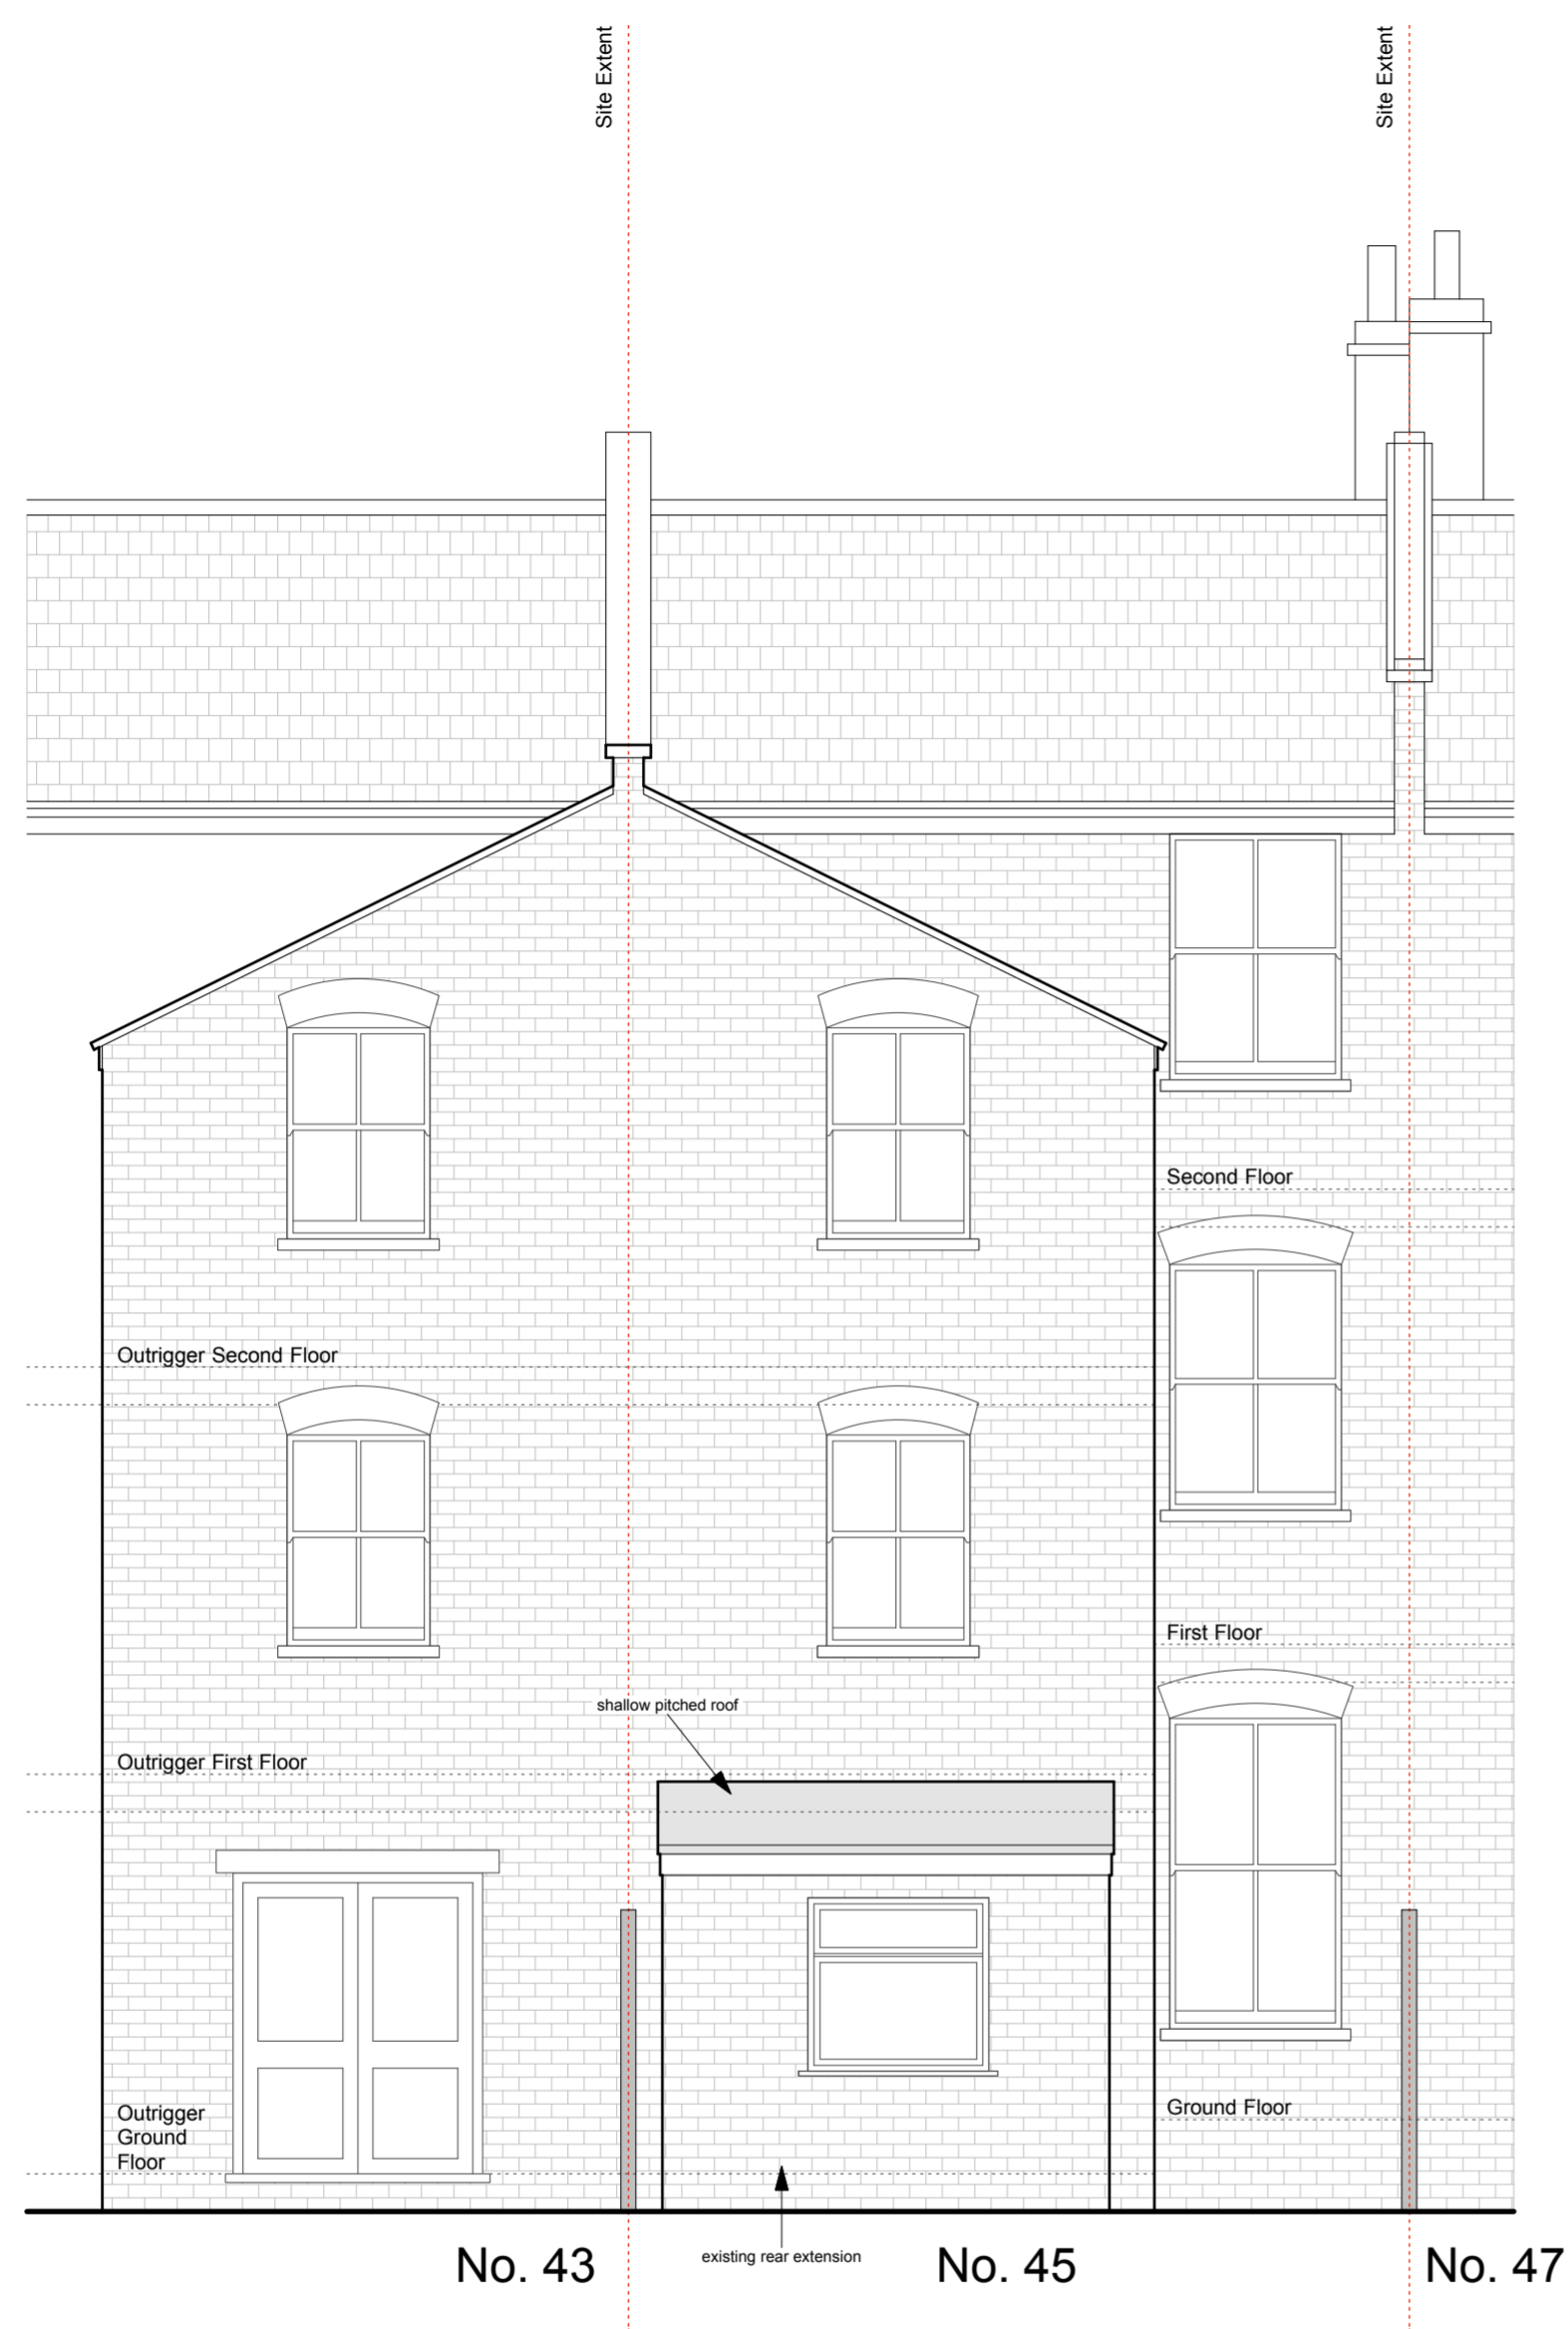 Site Extent
Site Extent
Second Floor
Outrigger Second Floor
First Floor
shallow pitched roof
Outrigger First Floor
Outrigger
Ground
Floor
Ground Floor
No. 43
existing rear extension
No. 45
No. 47